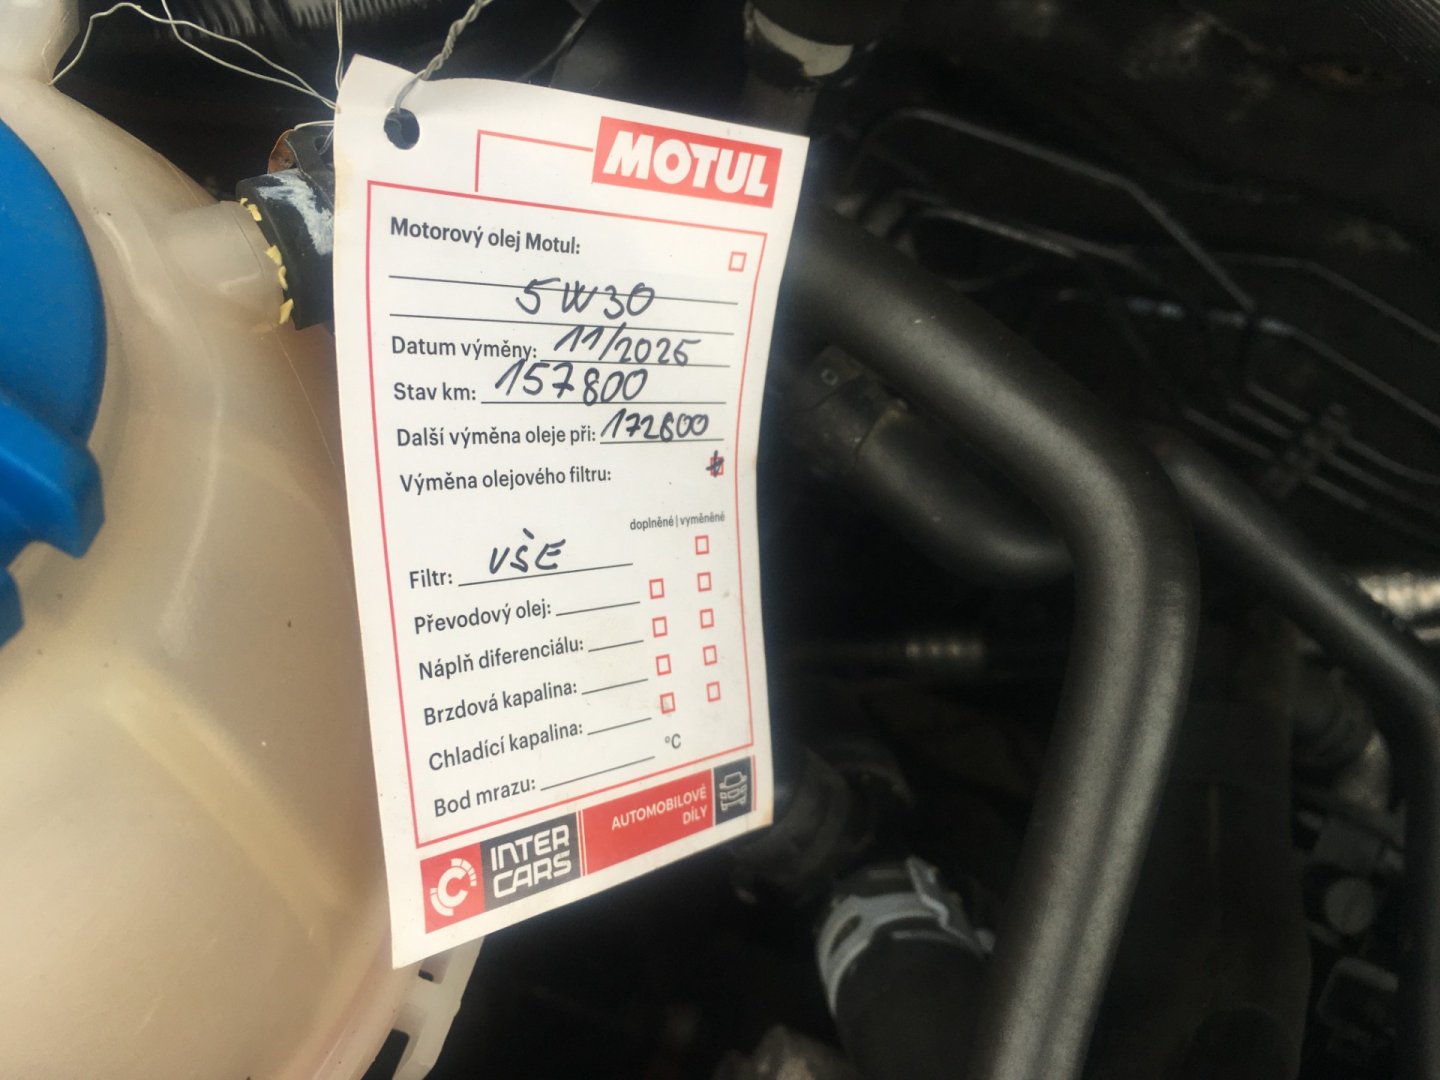 MOTUL
Motorový olej Motul:
5W30
Datum výměny: 11/2025
Stav km: 157800
Další výměna oleje při: 172800
Výměna olejového filtru:
doplněné | vyměněné
Filtr: VŠE
Převodový olej:
Náplň diferenciálu:
Brzdová kapalina:
Chladící kapalina:
Bod mrazu: °C
INTER CARS
AUTOMOBILOVÉ
DÍLY